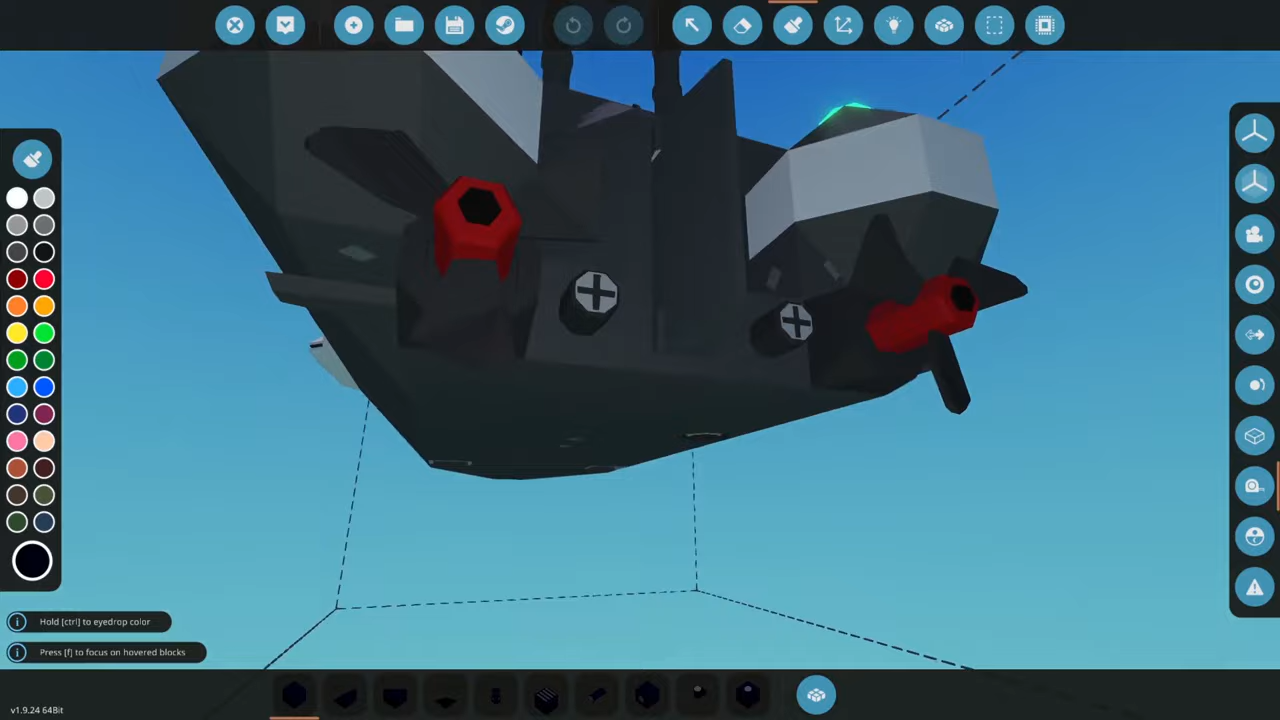 Hold [ctrl] to eyedrop color
Press [f] to focus on hovered blocks
v1.9.24 64Bit